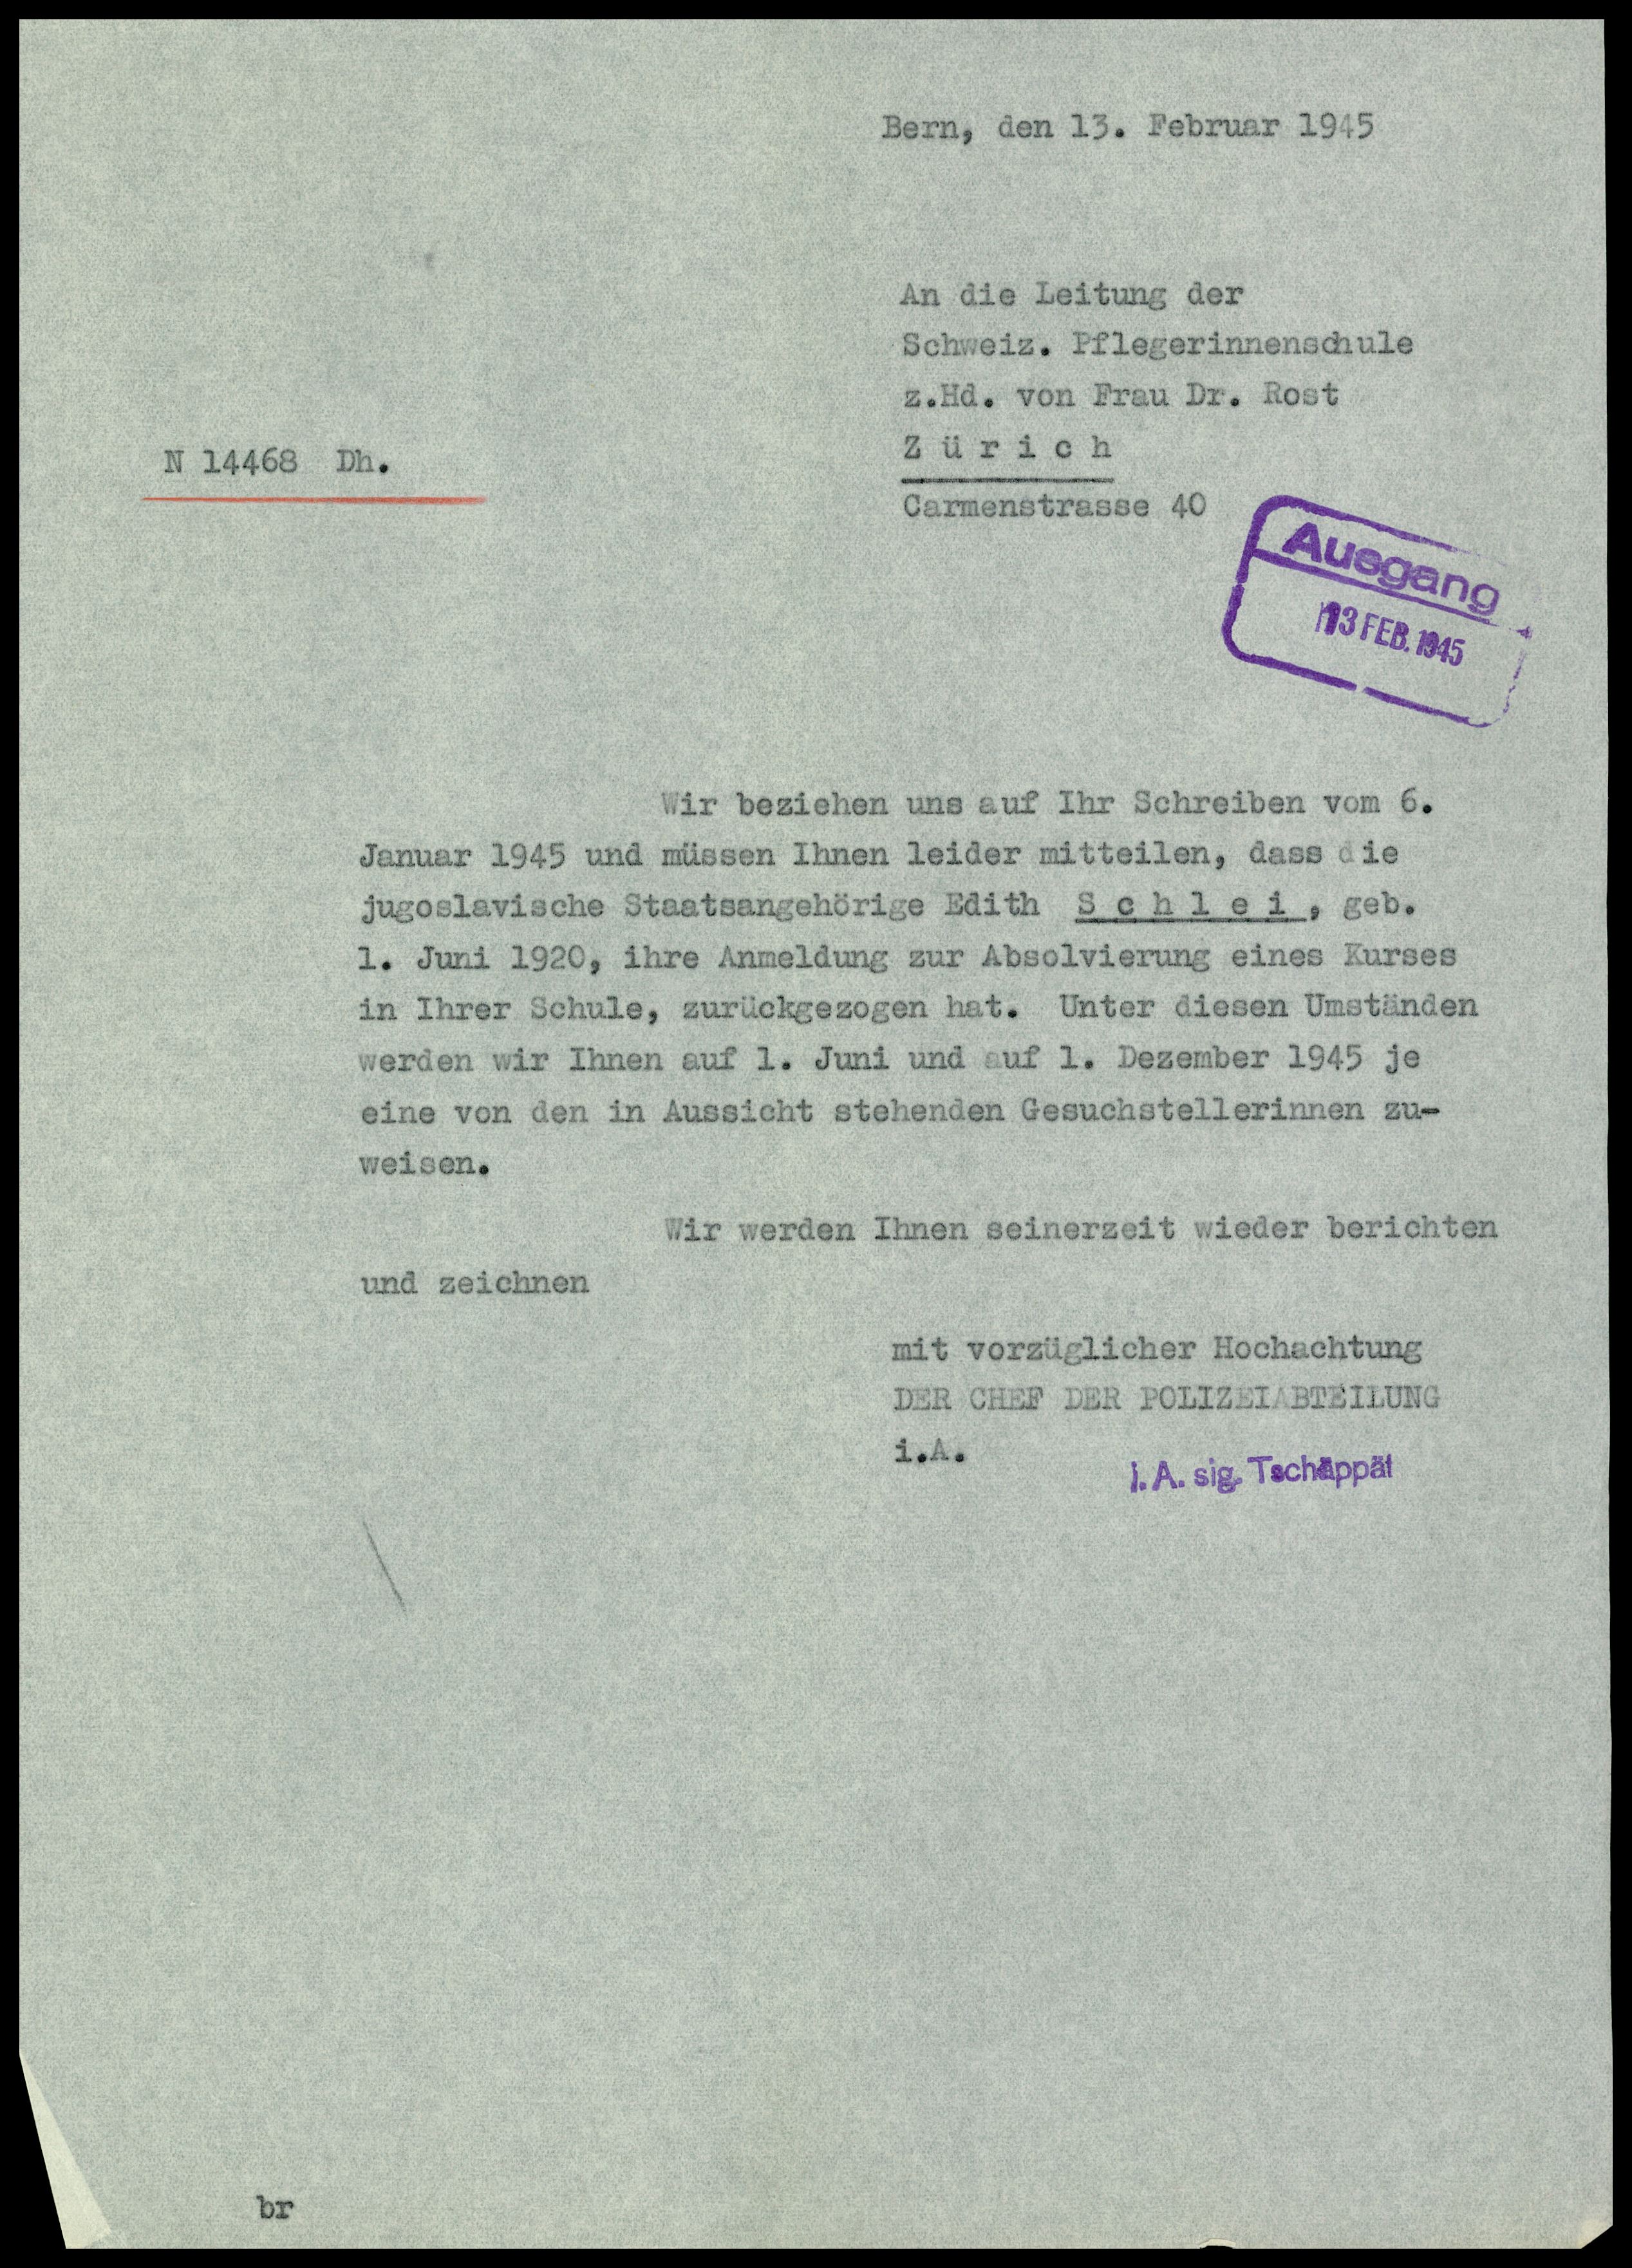 Bern, den 13. Februar 1945
An die Leitung der
Schweiz. Pflegerinnenschule
z.Hd. von Frau Dr. Rost
Z ü r i c h
N 14468 Dh.
Carmenstrasse 40
Ausgang
13 FEB. 1945
Wir beziehen uns auf Ihr Schreiben vom 6.
Januar 1945 und müssen Ihnen leider mitteilen, dass die
jugoslavische Staatsangehörige Edith S c h l e i , geb.
1. Juni 1920, ihre Anmeldung zur Absolvierung eines Kurses
in Ihrer Schule, zurückgezogen hat. Unter diesen Umständen
werden wir Ihnen auf 1. Juni und auf 1. Dezember 1945 je
eine von den in Aussicht stehenden Gesuchstellerinnen zu-
weisen.
Wir werden Ihnen seinerzeit wieder berichten
und zeichnen
mit vorzüglicher Hochachtung
DER CHEF DER POLIZEIABTEILUNG
i.A.
i. A. sig. Tschäppät
br